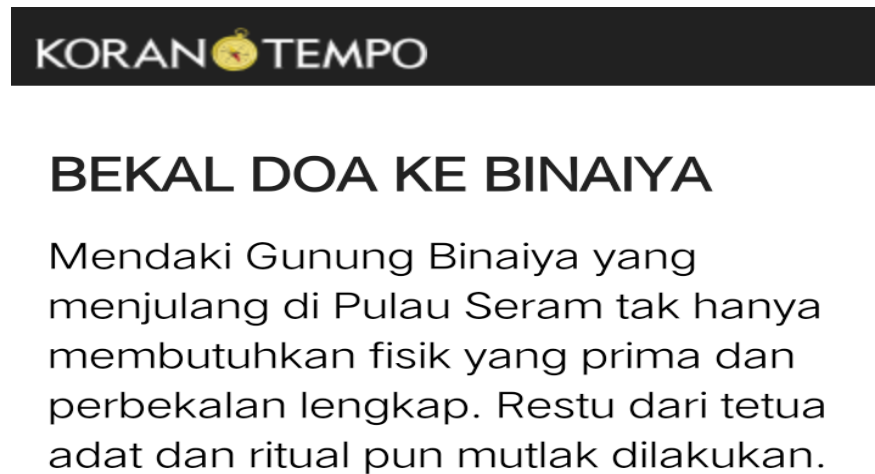 KORAN TEMPO
BEKAL DOA KE BINAIYA
Mendaki Gunung Binaiya yang
menjulang di Pulau Seram tak hanya
membutuhkan fisik yang prima dan
perbekalan lengkap. Restu dari tetua
adat dan ritual pun mutlak dilakukan.